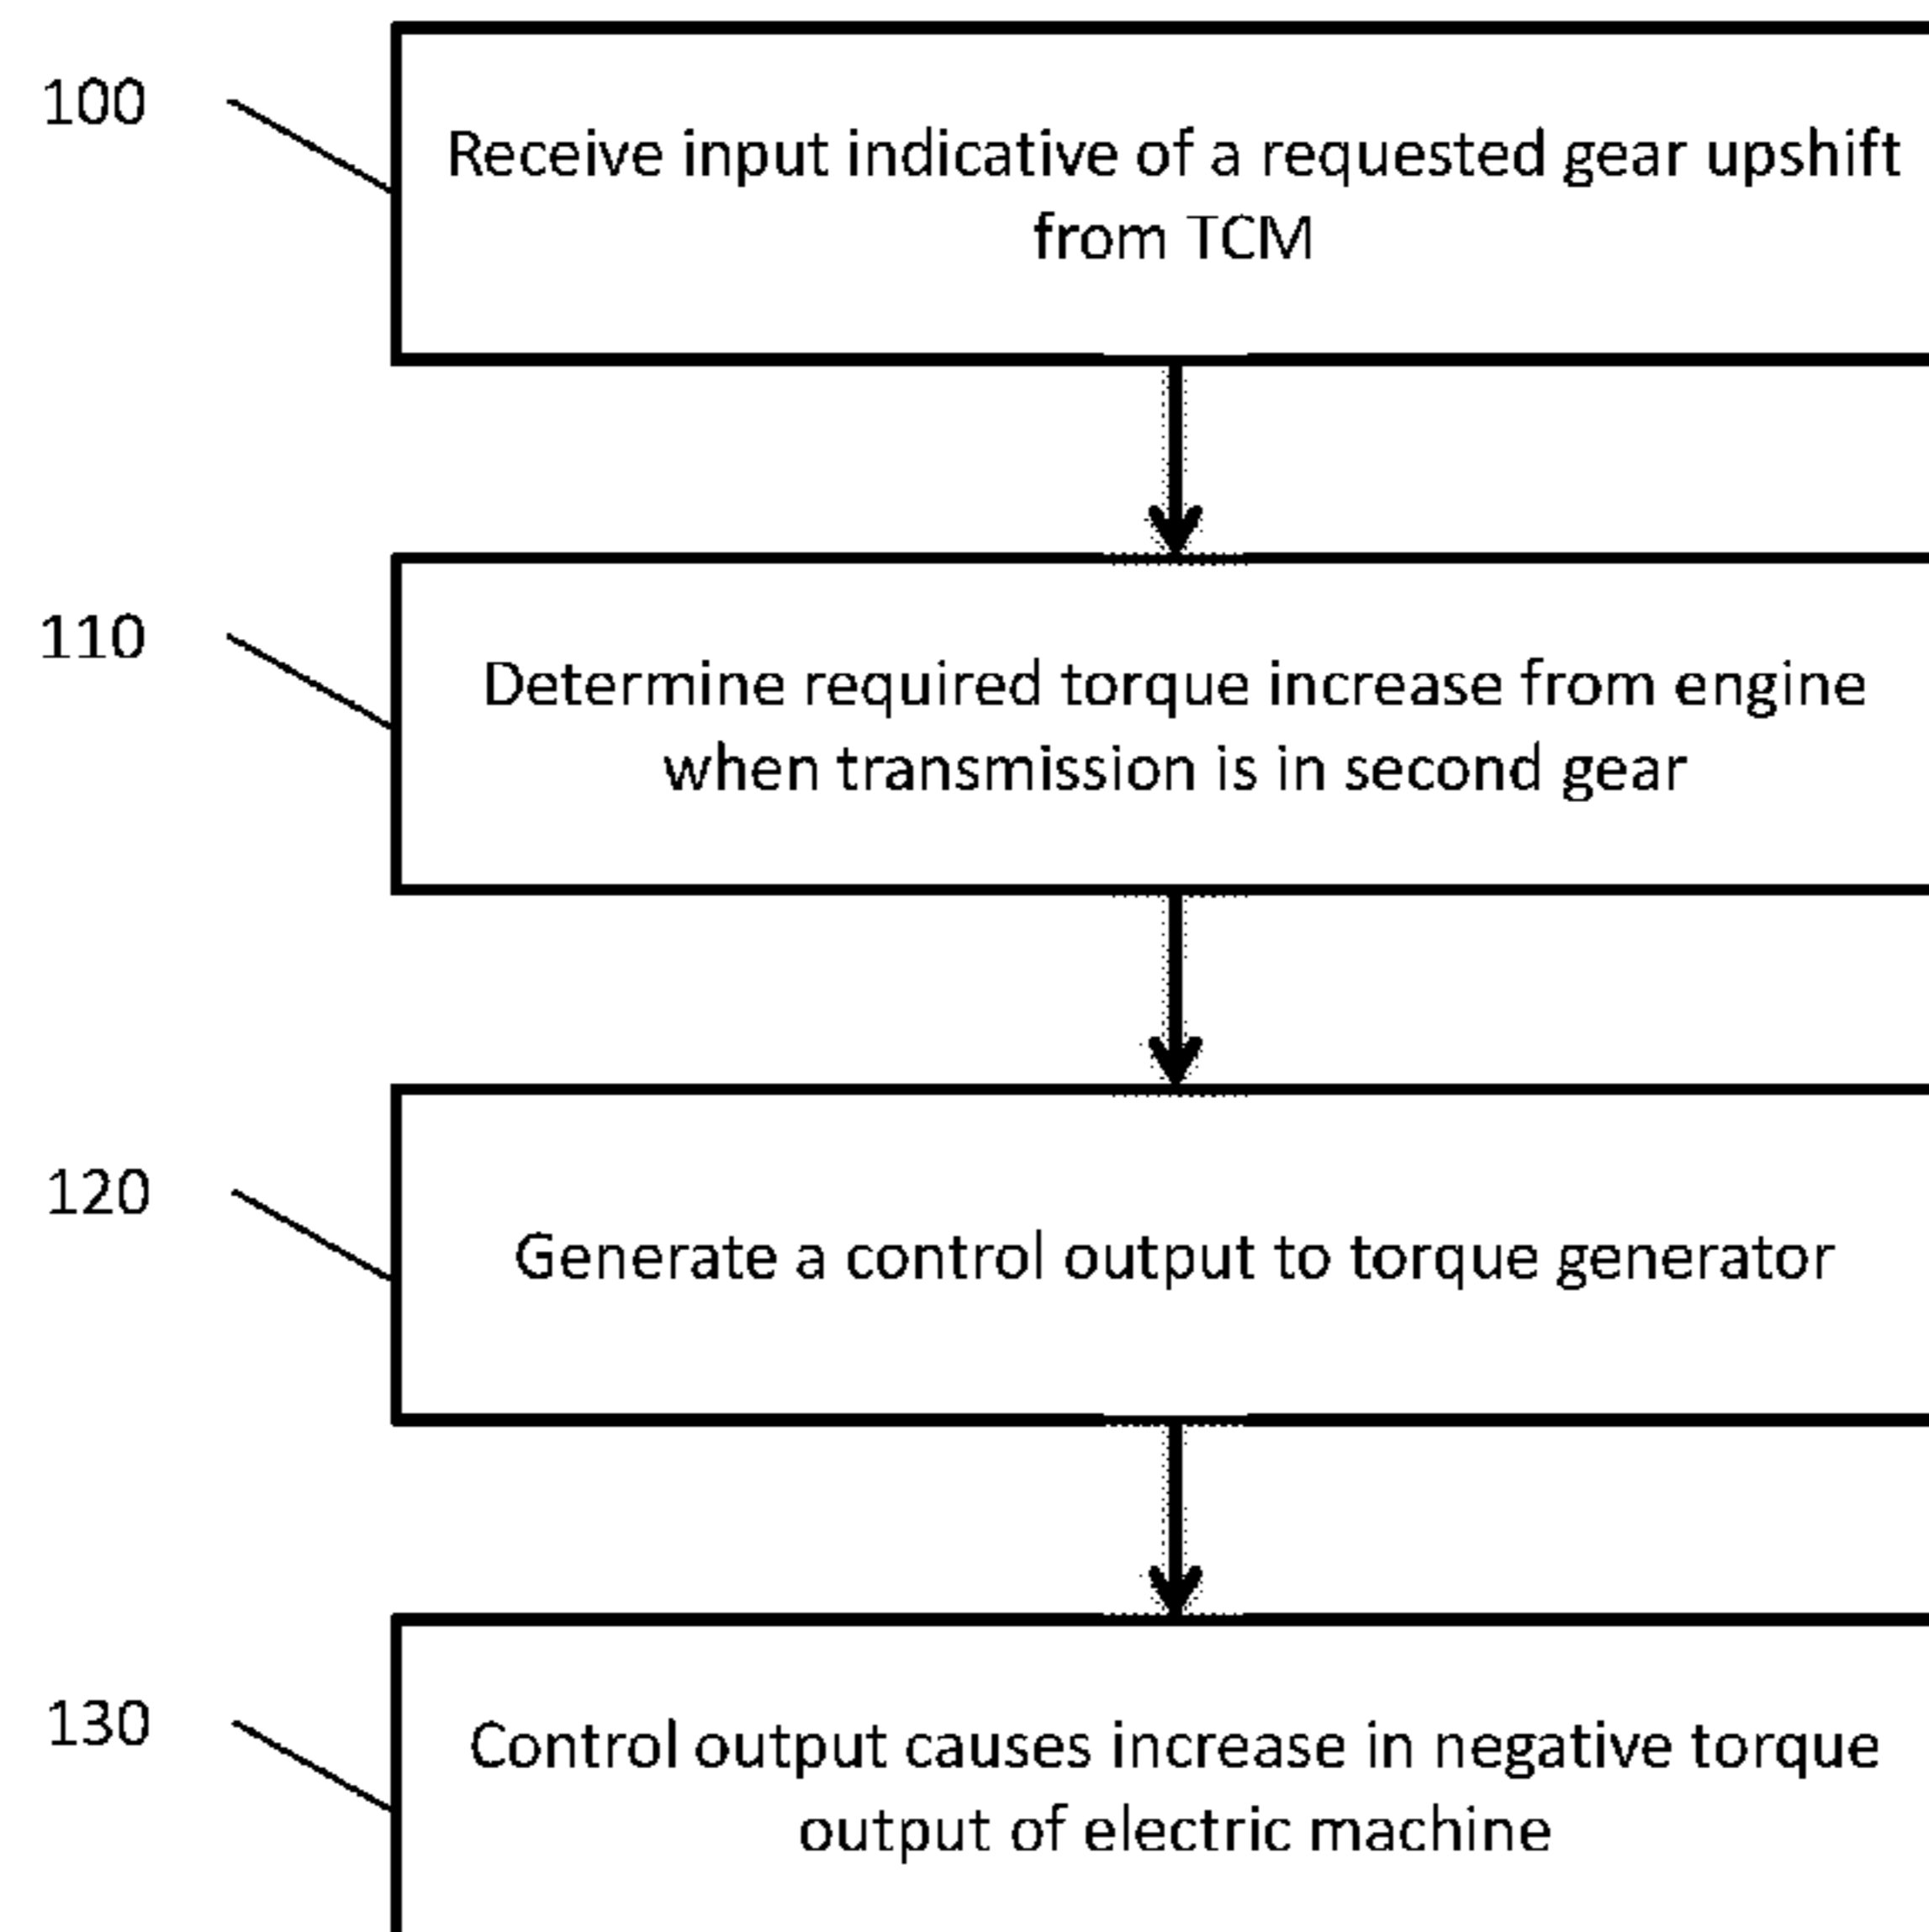 100
Receive input indicative of a requested gear upshift
from TCM
110
Determine required torque increase from engine
when transmission is in second gear
120
Generate a control output to torque generator
130
Control output causes increase in negative torque
output of electric machine